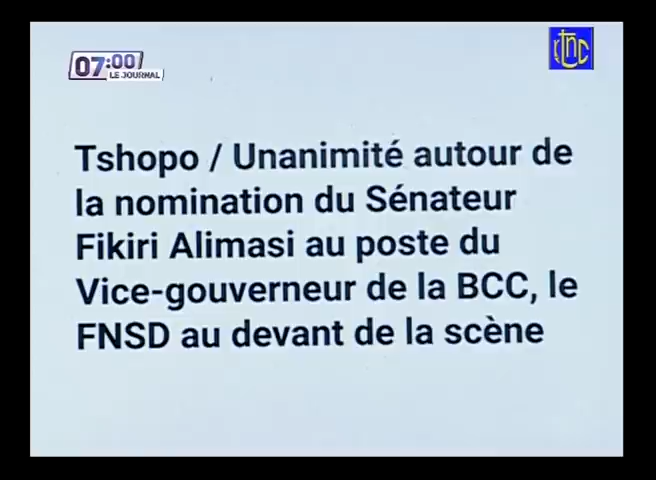 07:00
LE JOURNAL
rtnc
Tshopo / Unanimité autour de
la nomination du Sénateur
Fikiri Alimasi au poste du
Vice-gouverneur de la BCC, le
FNSD au devant de la scène